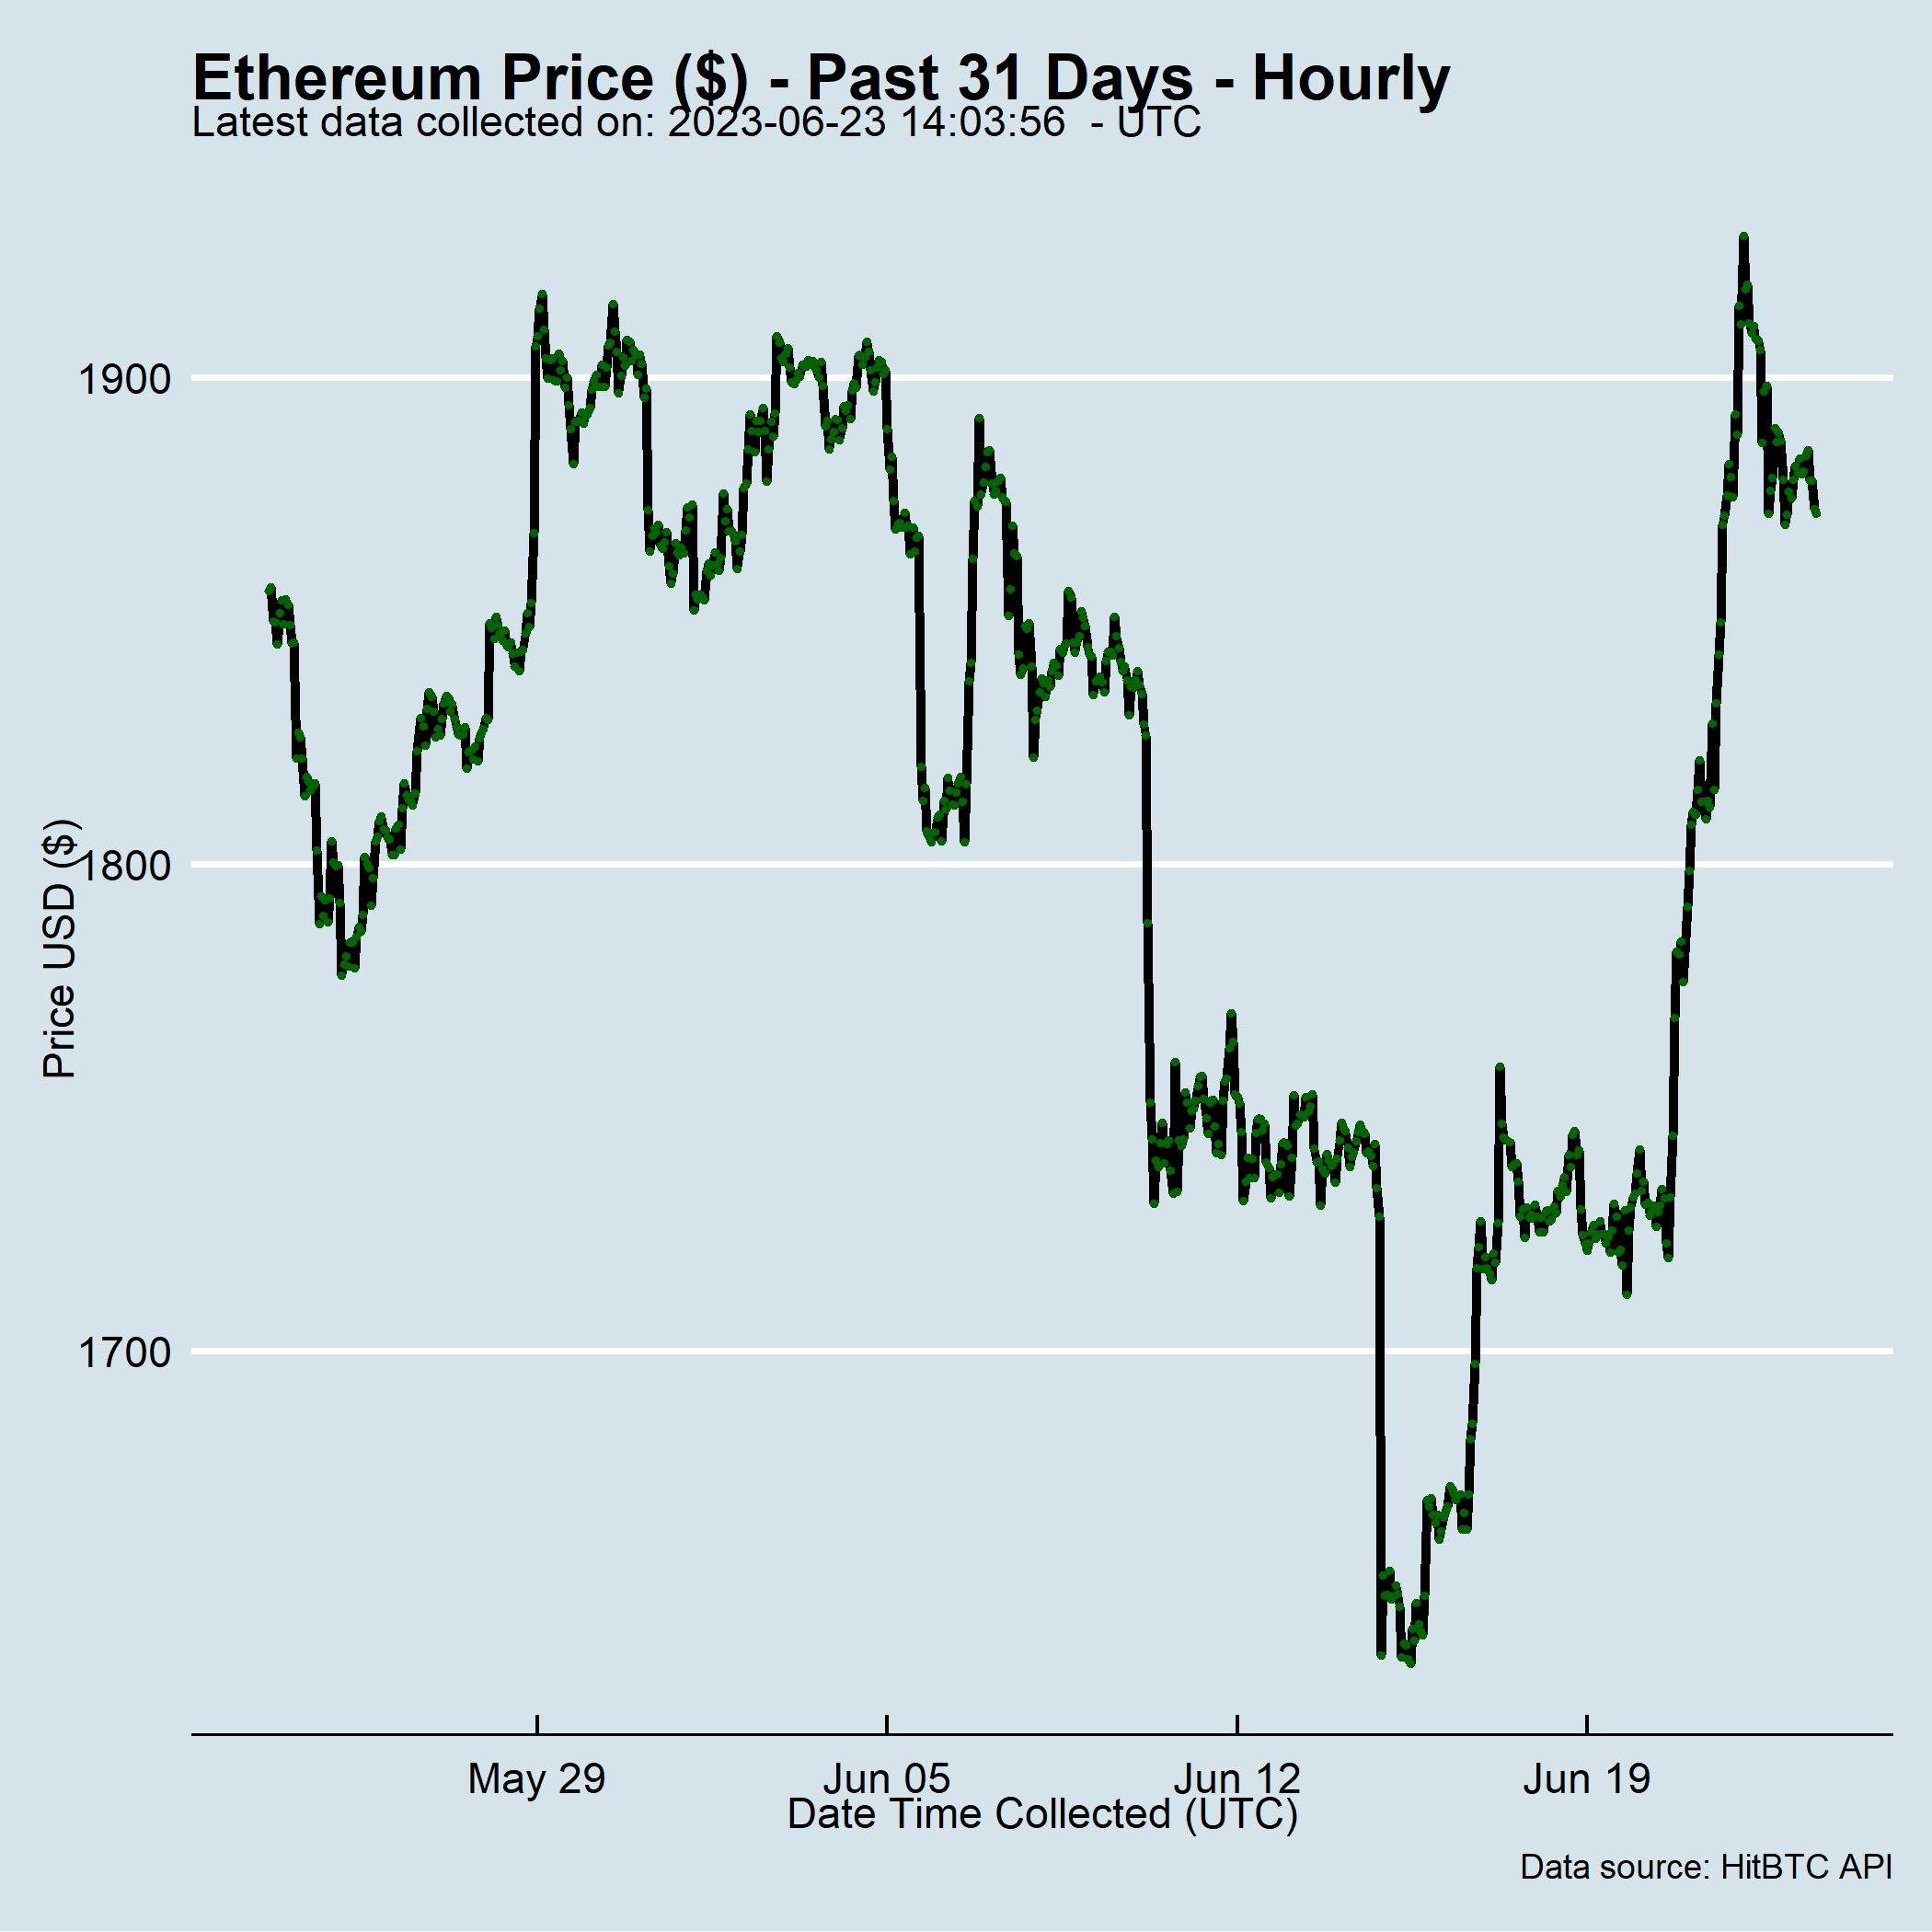 Ethereum Price ($) - Past 31 Days - Hourly
Latest data collected on: 2023-06-23 14:03:56  - UTC
Price USD ($)
1900
1800
1700
May 29
Jun 05
Jun 12
Jun 19
Date Time Collected (UTC)
Data source: HitBTC API